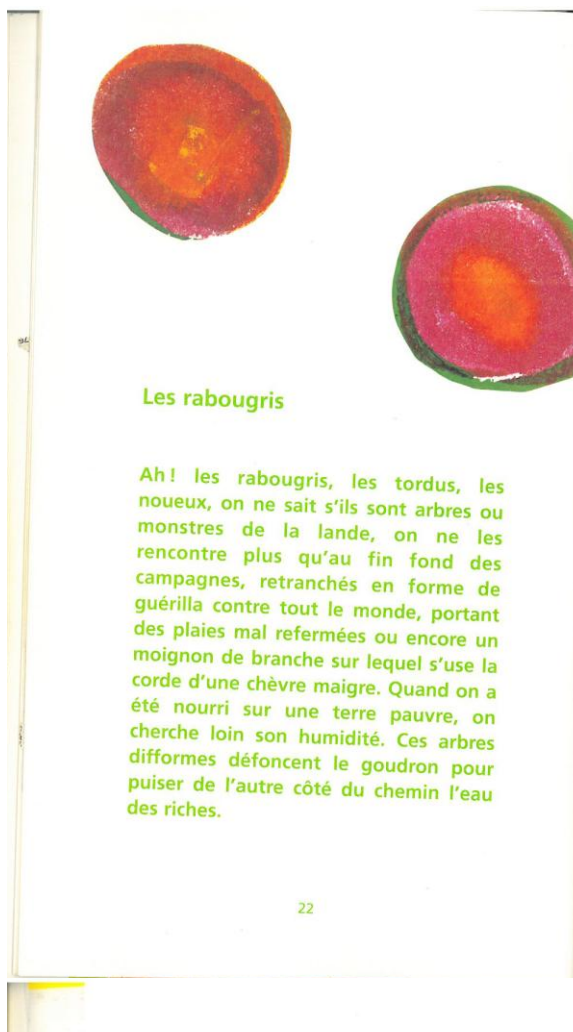 Les rabougris
Ah ! les rabougris, les tordus, les
noueux, on ne sait s'ils sont arbres ou
monstres de la lande, on ne les
rencontre plus qu'au fin fond des
campagnes, retranchés en forme de
guérilla contre tout le monde, portant
des plaies mal refermées ou encore un
moignon de branche sur lequel s'use la
corde d'une chèvre maigre. Quand on a
été nourri sur une terre pauvre, on
cherche loin son humidité. Ces arbres
difformes défoncent le goudron pour
puiser de l'autre côté du chemin l'eau
des riches.
22